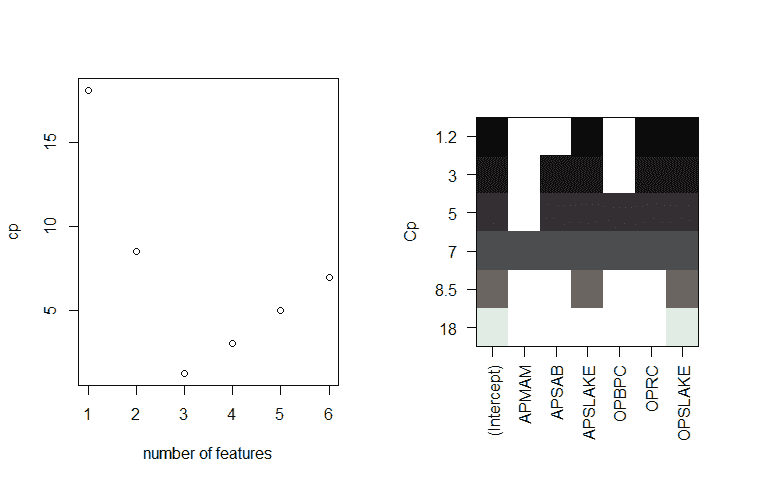 cp
15
10
5
1 2 3 4 5 6
number of features
Cp
1.2
3
5
7
8.5
18
(Intercept)
APMAM
APSAB
APSLAKE
OPBPC
OPRC
OPSLAKE